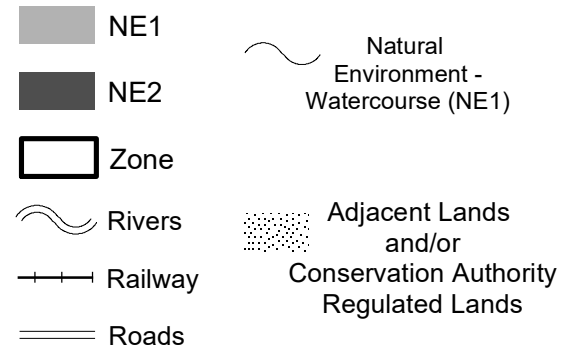 NE1
NE2
Zone
Rivers
Railway
Roads
Natural
Environment -
Watercourse (NE1)
Adjacent Lands
and/or
Conservation Authority
Regulated Lands